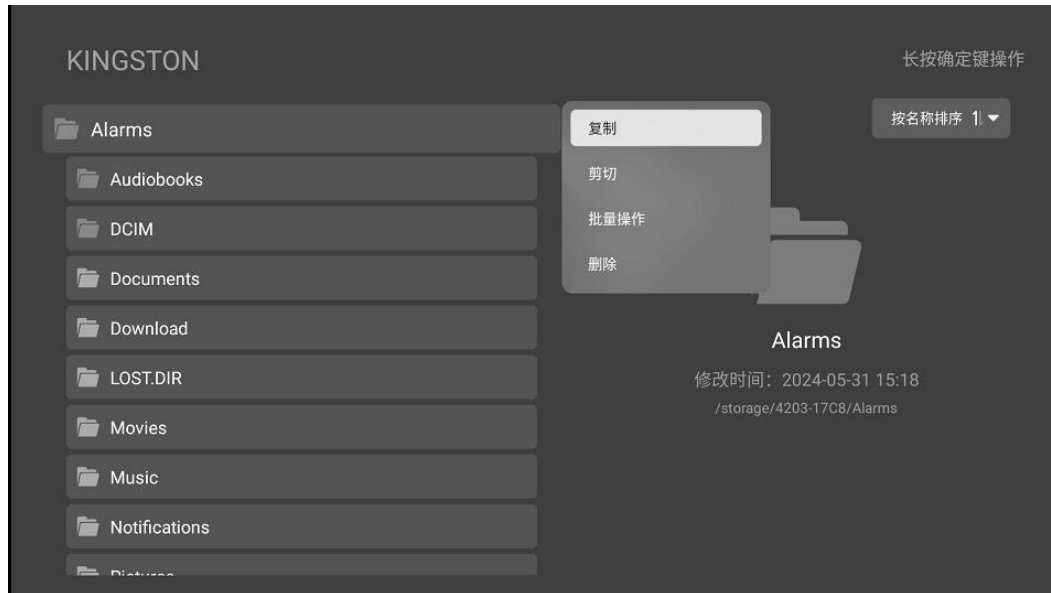 KINGSTON
长按确定键操作
按名称排序
Alarms
Audiobooks
DCIM
Documents
Download
LOST.DIR
Movies
Music
Notifications
Pictures
复制
剪切
批量操作
删除
Alarms
修改时间：2024-05-31 15:18
/storage/4203-17C8/Alarms